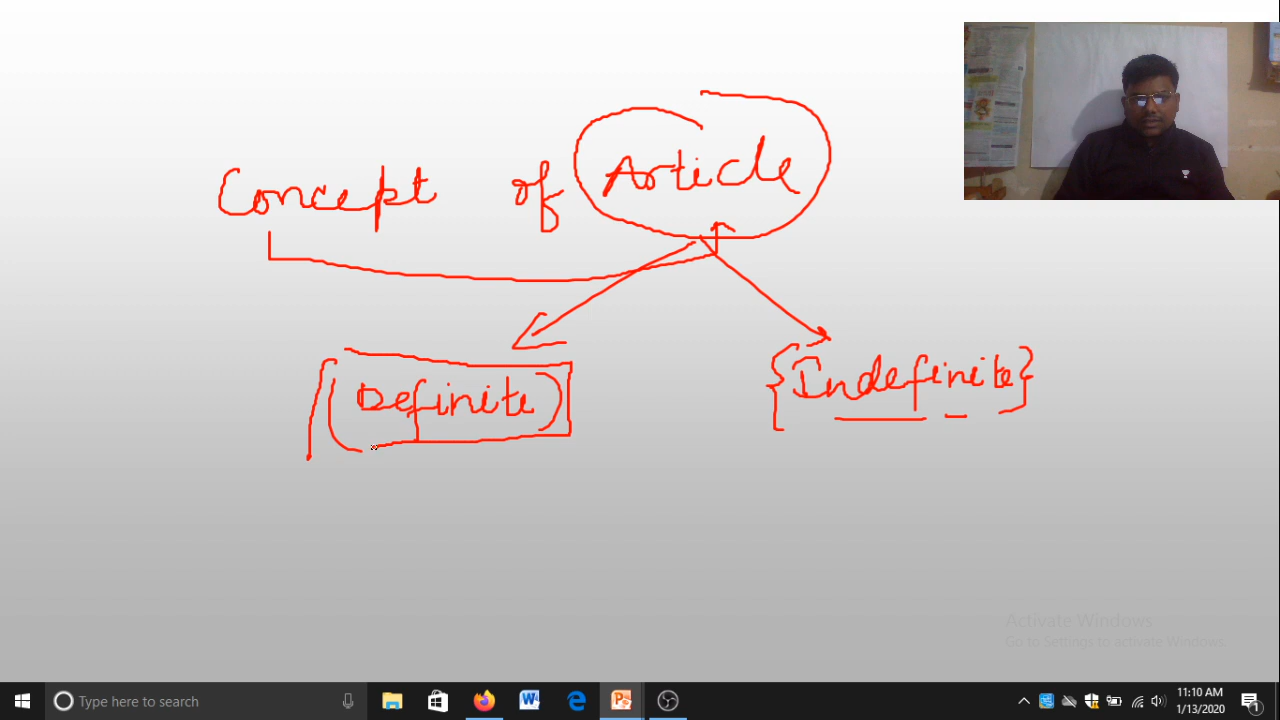 Concept of Article
Definite
{Indefinite}
Activate Windows
Go to Settings to activate Windows
Type here to search
11:10 AM
1/13/2020